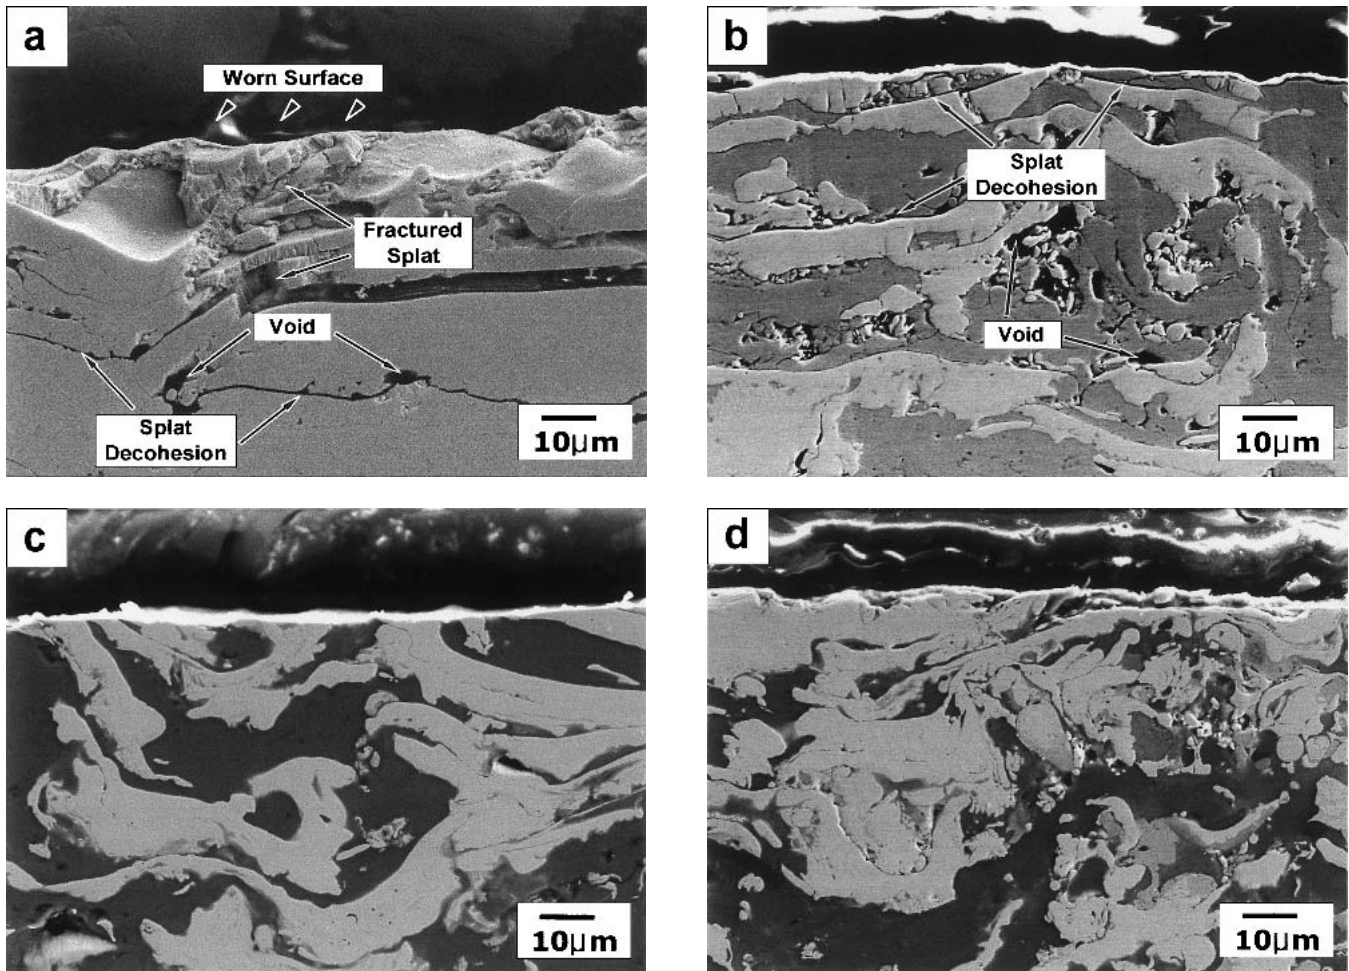 a
Worn Surface
Fractured
Splat
Void
Splat
Decohesion
10µm
b
Splat
Decohesion
Void
10µm
c
10µm
d
10µm